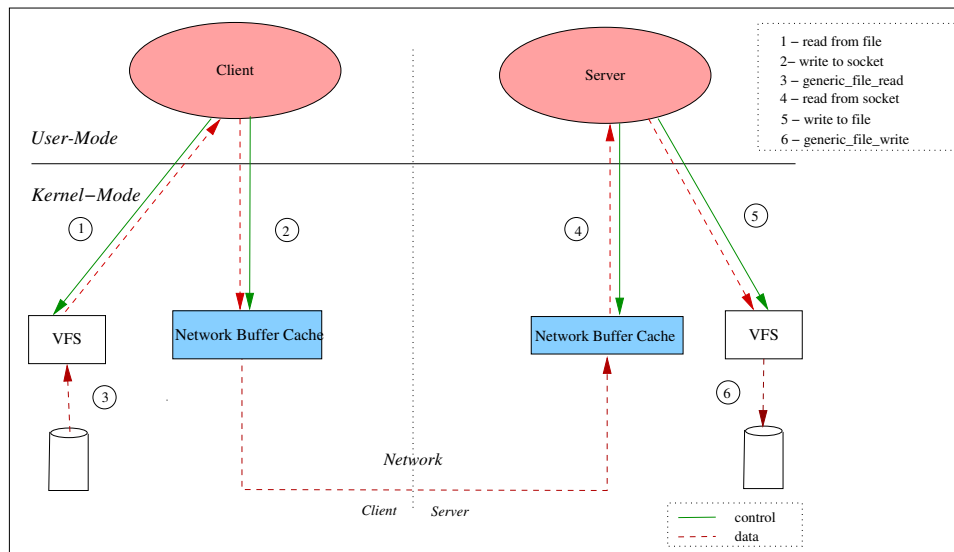 Client
Server
1 – read from file
2– write to socket
3 – generic_file_read
4 – read from socket
5 – write to file
6 – generic_file_write
User-Mode
Kernel–Mode
1
2
4
5
VFS
Network Buffer Cache
Network Buffer Cache
VFS
3
6
Network
Client
Server
control
data